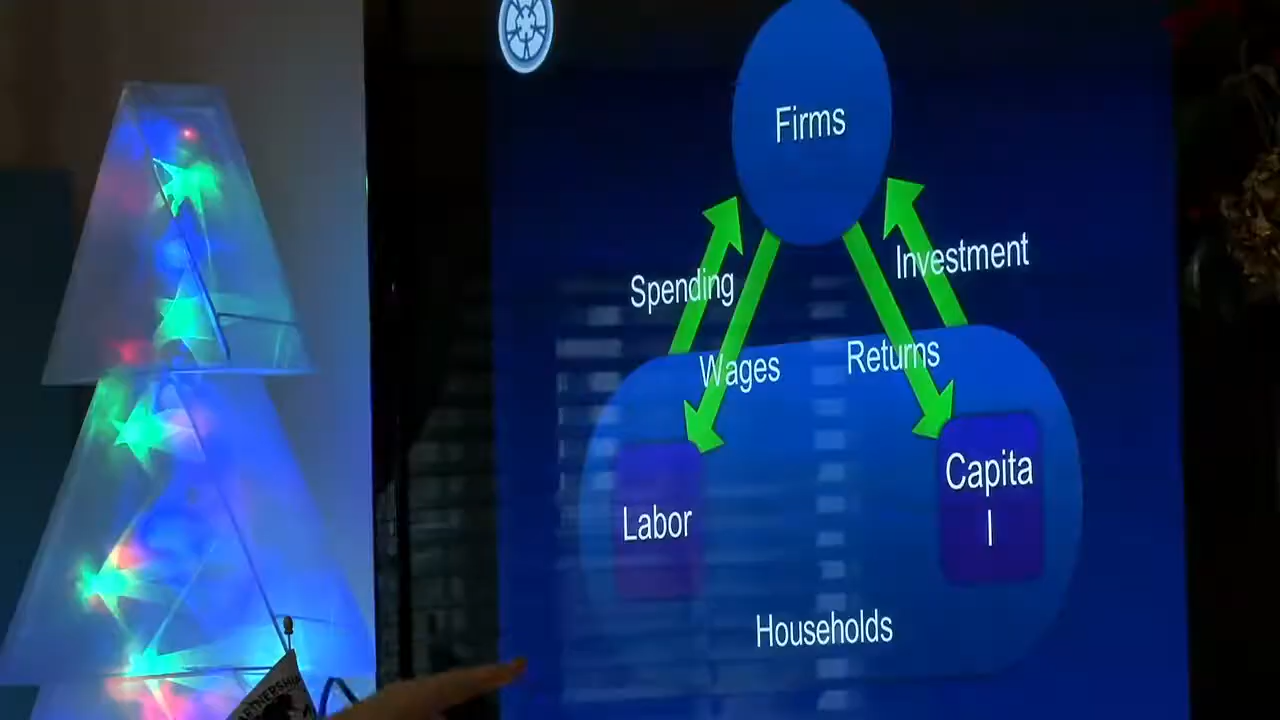 Firms
Spending
Investment
Wages
Returns
Labor
Capita
l
Households